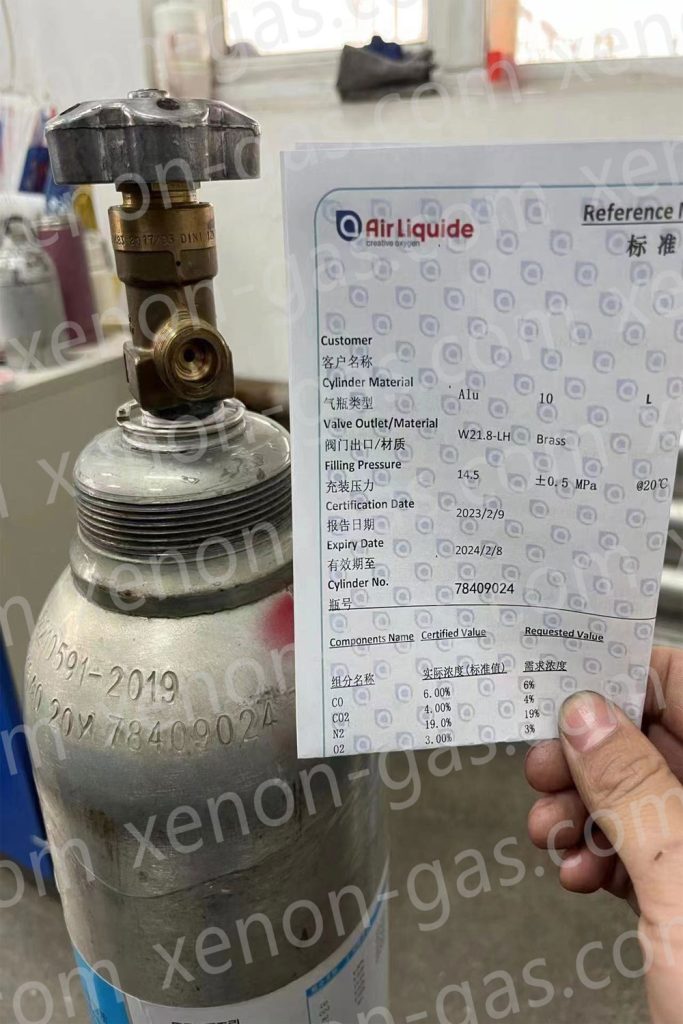 xenon-gas.com
2017/03 DIN1
0591-2019
20Y 78409024
Air Liquide
creative oxygen
Reference
标准
Customer
客户名称
Cylinder Material
气瓶类型 Alu 10 L
Valve Outlet/Material
阀门出口/材质 W21.8-LH Brass
Filling Pressure
充装压力 14.5 ±0.5 MPa @20℃
Certification Date
报告日期 2023/2/9
Expiry Date
有效期至 2024/2/8
Cylinder No.
瓶号 78409024
Components Name Certified Value Requested Value
组分名称 实际浓度(标准值) 需求浓度
CO 6.00% 6%
CO2 4.00% 4%
N2 19.0% 19%
O2 3.00% 3%